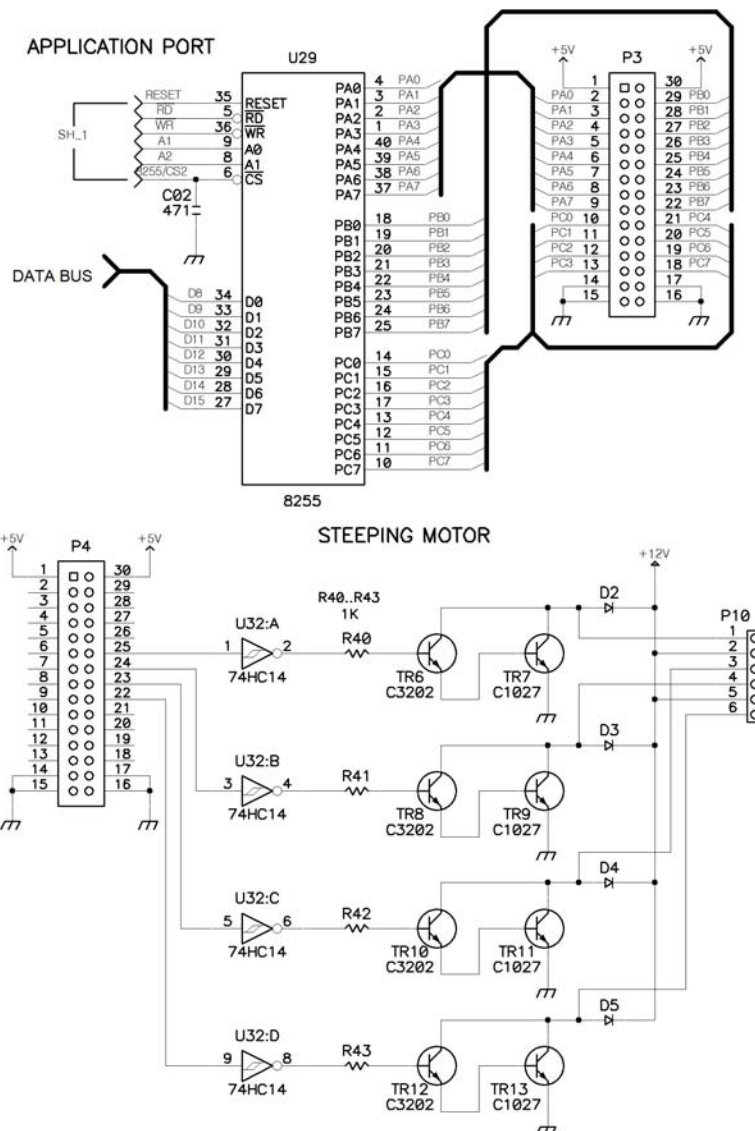 APPLICATION PORT
U29
SH_1
RESET 35 RESET
RD 5 RD
WR 36 WR
A1 9 A0
A2 8 A1
8255/CS2 6 CS
C02
471
DATA BUS
D8 34 D0
D9 33 D1
D10 32 D2
D11 31 D3
D12 30 D4
D13 29 D5
D14 28 D6
D15 27 D7
PA0 4 PA0
PA1 3 PA1
PA2 2 PA2
PA3 1 PA3
PA4 40 PA4
PA5 39 PA5
PA6 38 PA6
PA7 37 PA7
PB0 18 PB0
PB1 19 PB1
PB2 20 PB2
PB3 21 PB3
PB4 22 PB4
PB5 23 PB5
PB6 24 PB6
PB7 25 PB7
PC0 14 PC0
PC1 15 PC1
PC2 16 PC2
PC3 17 PC3
PC4 13 PC4
PC5 12 PC5
PC6 11 PC6
PC7 10 PC7
8255
+5V P3 +5V
1 30
PA0 2 29 PB0
PA1 3 28 PB1
PA2 4 27 PB2
PA3 5 26 PB3
PA4 6 25 PB4
PA5 7 24 PB5
PA6 8 23 PB6
PA7 9 22 PB7
PC0 10 21 PC4
PC1 11 20 PC5
PC2 12 19 PC6
PC3 13 18 PC7
14 17
15 16
STEEPING MOTOR
+5V P4 +5V
1 30
2 29
3 28
4 27
5 26
6 25
7 24
8 23
9 22
10 21
11 20
12 19
13 18
14 17
15 16
R40..R43
1K
+12V
U32:A
1 2
74HC14
R40
TR6
C3202
TR7
C1027
D2
P10
1
2
3
4
5
6
U32:B
3 4
74HC14
R41
TR8
C3202
TR9
C1027
D3
U32:C
5 6
74HC14
R42
TR10
C3202
TR11
C1027
D4
U32:D
9 8
74HC14
R43
TR12
C3202
TR13
C1027
D5